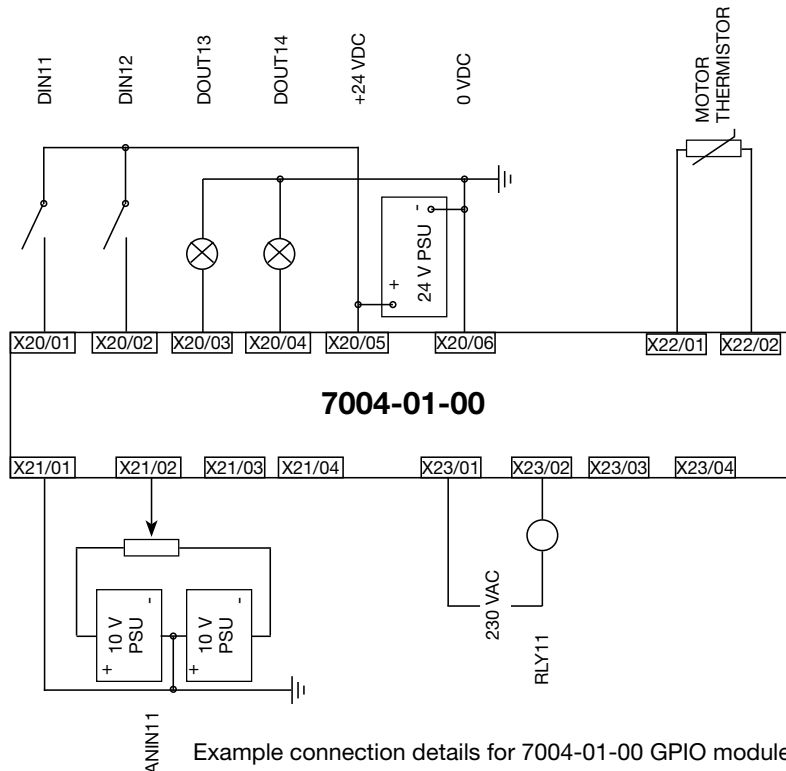 DIN11
DIN12
DOUT13
DOUT14
+24 VDC
0 VDC
MOTOR
THERMISTOR
-
24 V PSU
+
X20/01
X20/02
X20/03
X20/04
X20/05
X20/06
X22/01
X22/02
7004-01-00
X21/01
X21/02
X21/03
X21/04
X23/01
X23/02
X23/03
X23/04
-
10 V
PSU
+
-
10 V
PSU
+
230 VAC
RLY11
ANIN11
Example connection details for 7004-01-00 GPIO module